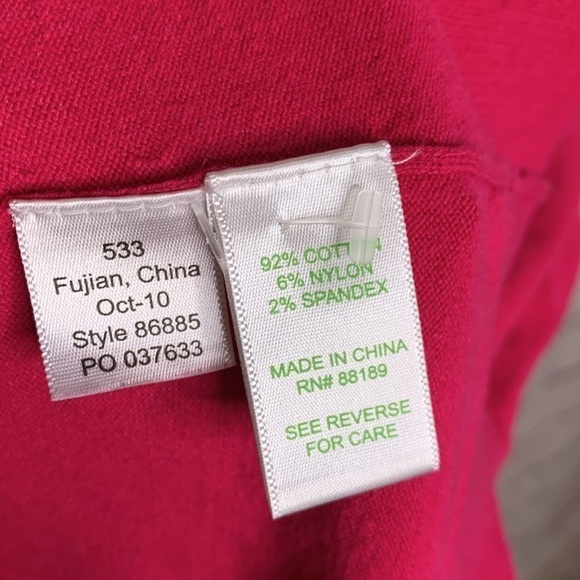 533
Fujian, China
Oct-10
Style 86885
PO 037633
92% COTTON
6% NYLON
2% SPANDEX
MADE IN CHINA
RN# 88189
SEE REVERSE
FOR CARE